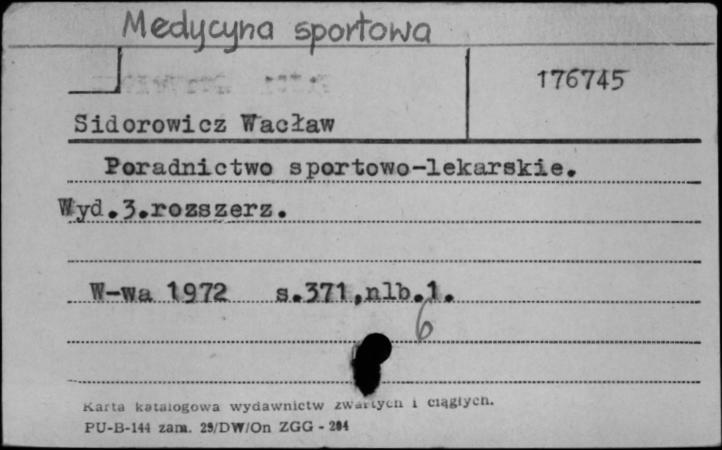 Medycyna sportowa
176745
Sidorowicz Wacław
Poradnictwo sportowo-lekarskie.
Wyd.3.rozszerz.
W-wa 1972 s.371,nlb.1.
6
Karta katalogowa wydawnictw zwartych i ciągłych.
PU-B-144 zam. 29/DW/On ZGG - 204